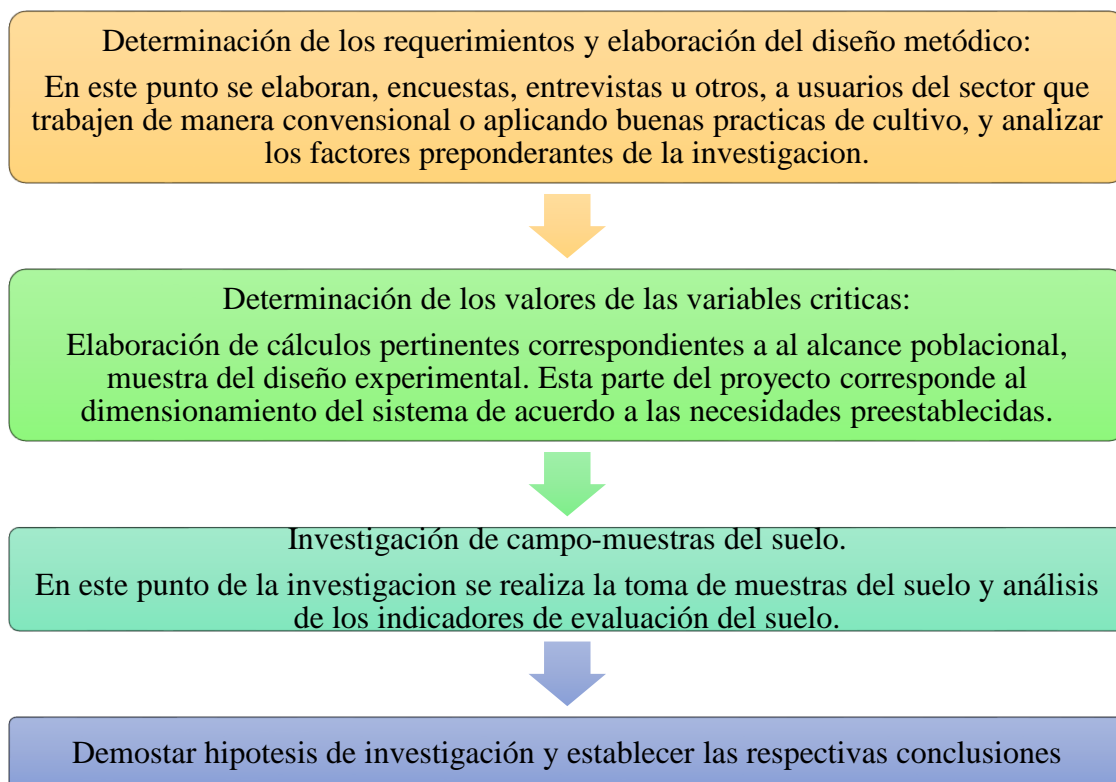 Determinación de los requerimientos y elaboración del diseño metódico:
En este punto se elaboran, encuestas, entrevistas u otros, a usuarios del sector que
trabajen de manera convensional o aplicando buenas practicas de cultivo, y analizar
los factores preponderantes de la investigacion.
Determinación de los valores de las variables criticas:
Elaboración de cálculos pertinentes correspondientes a al alcance poblacional,
muestra del diseño experimental. Esta parte del proyecto corresponde al
dimensionamiento del sistema de acuerdo a las necesidades preestablecidas.
Investigación de campo-muestras del suelo.
En este punto de la investigacion se realiza la toma de muestras del suelo y análisis
de los indicadores de evaluación del suelo.
Demostar hipotesis de investigación y establecer las respectivas conclusiones